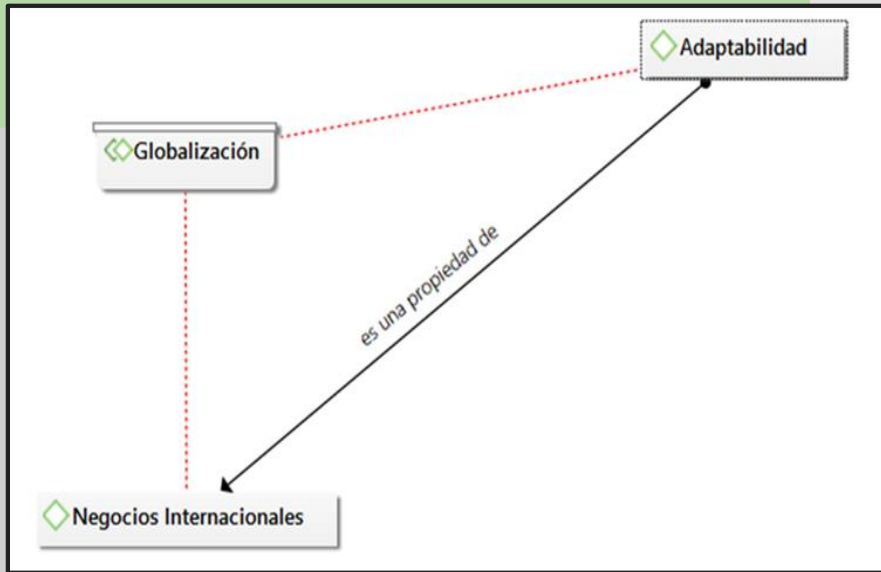 Adaptabilidad
Globalización
es una propiedad de
Negocios Internacionales